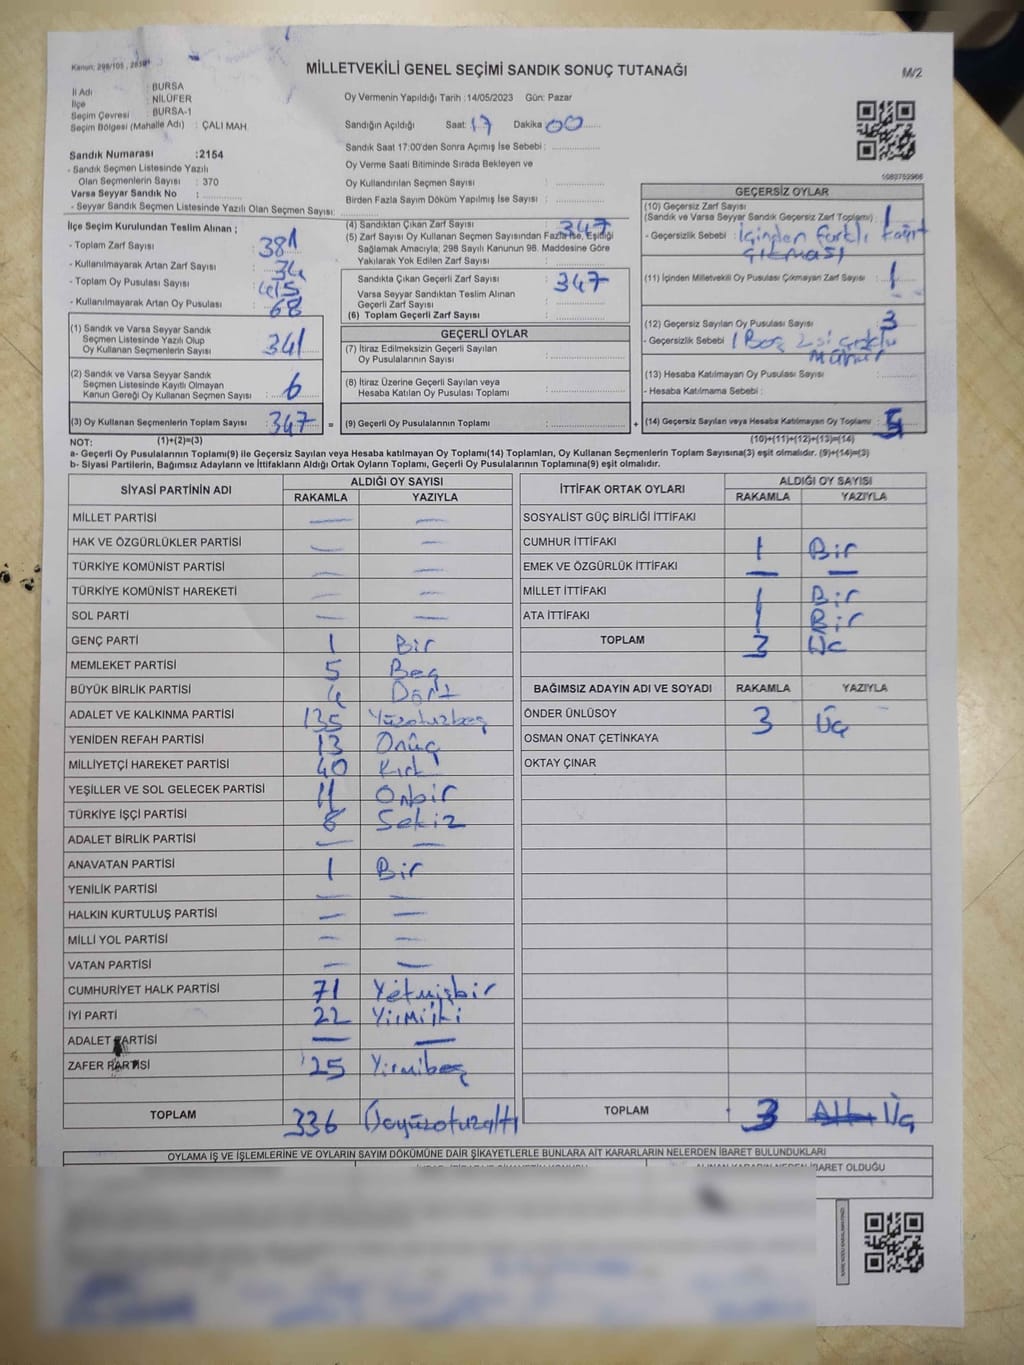 Kanun: 298/105
MİLLETVEKİLİ GENEL SEÇİMİ SANDIK SONUÇ TUTANAĞI
M/2
İl Adı : BURSA
İlçe : NİLÜFER
Seçim Çevresi : BURSA-1
Seçim Bölgesi (Mahalle Adı) : ÇALI MAH.
Oy Vermenin Yapıldığı Tarih :14/05/2023 Gün: Pazar
Sandığın Açıldığı Saat: 17 Dakika 00
Sandık Saat 17:00'den Sonra Açımış İse Sebebi :
Oy Verme Saati Bitiminde Sırada Bekleyen ve
Oy Kullandırılan Seçmen Sayısı :
Birden Fazla Sayım Döküm Yapılmış İse Sayısı :
Sandık Numarası :2154
- Sandık Seçmen Listesinde Yazılı
Olan Seçmenlerin Sayısı : 370
Varsa Seyyar Sandık No :
- Seyyar Sandık Seçmen Listesinde Yazılı Olan Seçmen Sayısı:
İlçe Seçim Kurulundan Teslim Alınan ;
- Toplam Zarf Sayısı : 381
- Kullanılmayarak Artan Zarf Sayısı : 34
- Toplam Oy Pusulası Sayısı : 415
- Kullanılmayarak Artan Oy Pusulası : 68
(1) Sandık ve Varsa Seyyar Sandık
Seçmen Listesinde Yazılı Olup
Oy Kullanan Seçmenlerin Sayısı : 341
(2) Sandık ve Varsa Seyyar Sandık
Seçmen Listesinde Kayıtlı Olmayan
Kanun Gereği Oy Kullanan Seçmen Sayısı : 6
(3) Oy Kullanan Seçmenlerin Toplam Sayısı : 347 =
(4) Sandıktan Çıkan Zarf Sayısı : 347
(5) Zarf Sayısı Oy Kullanan Seçmen Sayısından Fazla İse, Eşitliği
Sağlamak Amacıyla; 298 Sayılı Kanunun 98. Maddesine Göre
Yakılarak Yok Edilen Zarf Sayısı :
Sandıkta Çıkan Geçerli Zarf Sayısı : 347
Varsa Seyyar Sandıktan Teslim Alınan
Geçerli Zarf Sayısı :
(6) Toplam Geçerli Zarf Sayısı :
GEÇERLİ OYLAR
(7) İtiraz Edilmeksizin Geçerli Sayılan
Oy Pusulalarının Sayısı :
(8) İtiraz Üzerine Geçerli Sayılan veya
Hesaba Katılan Oy Pusulası Toplamı :
(9) Geçerli Oy Pusulalarının Toplamı : +
GEÇERSİZ OYLAR
(10) Geçersiz Zarf Sayısı
(Sandık ve Varsa Seyyar Sandık Geçersiz Zarf Toplamı) : 1
- Geçersizlik Sebebi : İçinden farklı kağıt
çıkması
(11) İçinden Milletvekili Oy Pusulası Çıkmayan Zarf Sayısı : 1
(12) Geçersiz Sayılan Oy Pusulası Sayısı : 3
- Geçersizlik Sebebi : 1 Boş 2si
(13) Hesaba Katılmayan Oy Pusulası Sayısı :
- Hesaba Katılmama Sebebi :
(14) Geçersiz Sayılan veya Hesaba Katılmayan Oy Toplamı : 5
NOT: (1)+(2)=(3) (10)+(11)+(12)+(13)=(14)
a- Geçerli Oy Pusulalarının Toplamı(9) ile Geçersiz Sayılan veya Hesaba katılmayan Oy Toplamı(14) Toplamları, Oy Kullanan Seçmenlerin Toplam Sayısına(3) eşit olmalıdır. (9)+(14)=(3)
b- Siyasi Partilerin, Bağımsız Adayların ve İttifakların Aldığı Ortak Oyların Toplamı, Geçerli Oy Pusulalarının Toplamına(9) eşit olmalıdır.
SİYASİ PARTİNİN ADI ALDIĞI OY SAYISI
RAKAMLA YAZIYLA
MİLLET PARTİSİ — —
HAK VE ÖZGÜRLÜKLER PARTİSİ — —
TÜRKİYE KOMÜNİST PARTİSİ — —
TÜRKİYE KOMÜNİST HAREKETİ — —
SOL PARTİ — —
GENÇ PARTİ 1 Bir
MEMLEKET PARTİSİ 5 Beş
BÜYÜK BİRLİK PARTİSİ 4 Dört
ADALET VE KALKINMA PARTİSİ 135 Yüzotuzbeş
YENİDEN REFAH PARTİSİ 13 Onüç
MİLLİYETÇİ HAREKET PARTİSİ 40 Kırk
YEŞİLLER VE SOL GELECEK PARTİSİ 11 Onbir
TÜRKİYE İŞÇİ PARTİSİ 8 Sekiz
ADALET BİRLİK PARTİSİ — —
ANAVATAN PARTİSİ 1 Bir
YENİLİK PARTİSİ — —
HALKIN KURTULUŞ PARTİSİ — —
MİLLİ YOL PARTİSİ — —
VATAN PARTİSİ — —
CUMHURİYET HALK PARTİSİ 71 Yetmişbir
İYİ PARTİ 22 Yirmiiki
ADALET PARTİSİ — —
ZAFER PARTİSİ 25 Yirmibeş
TOPLAM 336 Üçyüzotuzaltı
İTTİFAK ORTAK OYLARI ALDIĞI OY SAYISI
RAKAMLA YAZIYLA
SOSYALİST GÜÇ BİRLİĞİ İTTİFAKI
CUMHUR İTTİFAKI 1 Bir
EMEK VE ÖZGÜRLÜK İTTİFAKI — —
MİLLET İTTİFAKI 1 Bir
ATA İTTİFAKI 1 Bir
TOPLAM 3 Üç
BAĞIMSIZ ADAYIN ADI VE SOYADI RAKAMLA YAZIYLA
ÖNDER ÜNLÜSOY 3 Üç
OSMAN ONAT ÇETİNKAYA
OKTAY ÇINAR
TOPLAM 3 Üç
OYLAMA İŞ VE İŞLEMLERİNE VE OYLARIN SAYIM DÖKÜMÜNE DAİR ŞİKAYETLERLE BUNLARA AİT KARARLARIN NELERDEN İBARET BULUNDUKLARI
ALINAN KARARIN NEDEN İBARET OLDUĞU